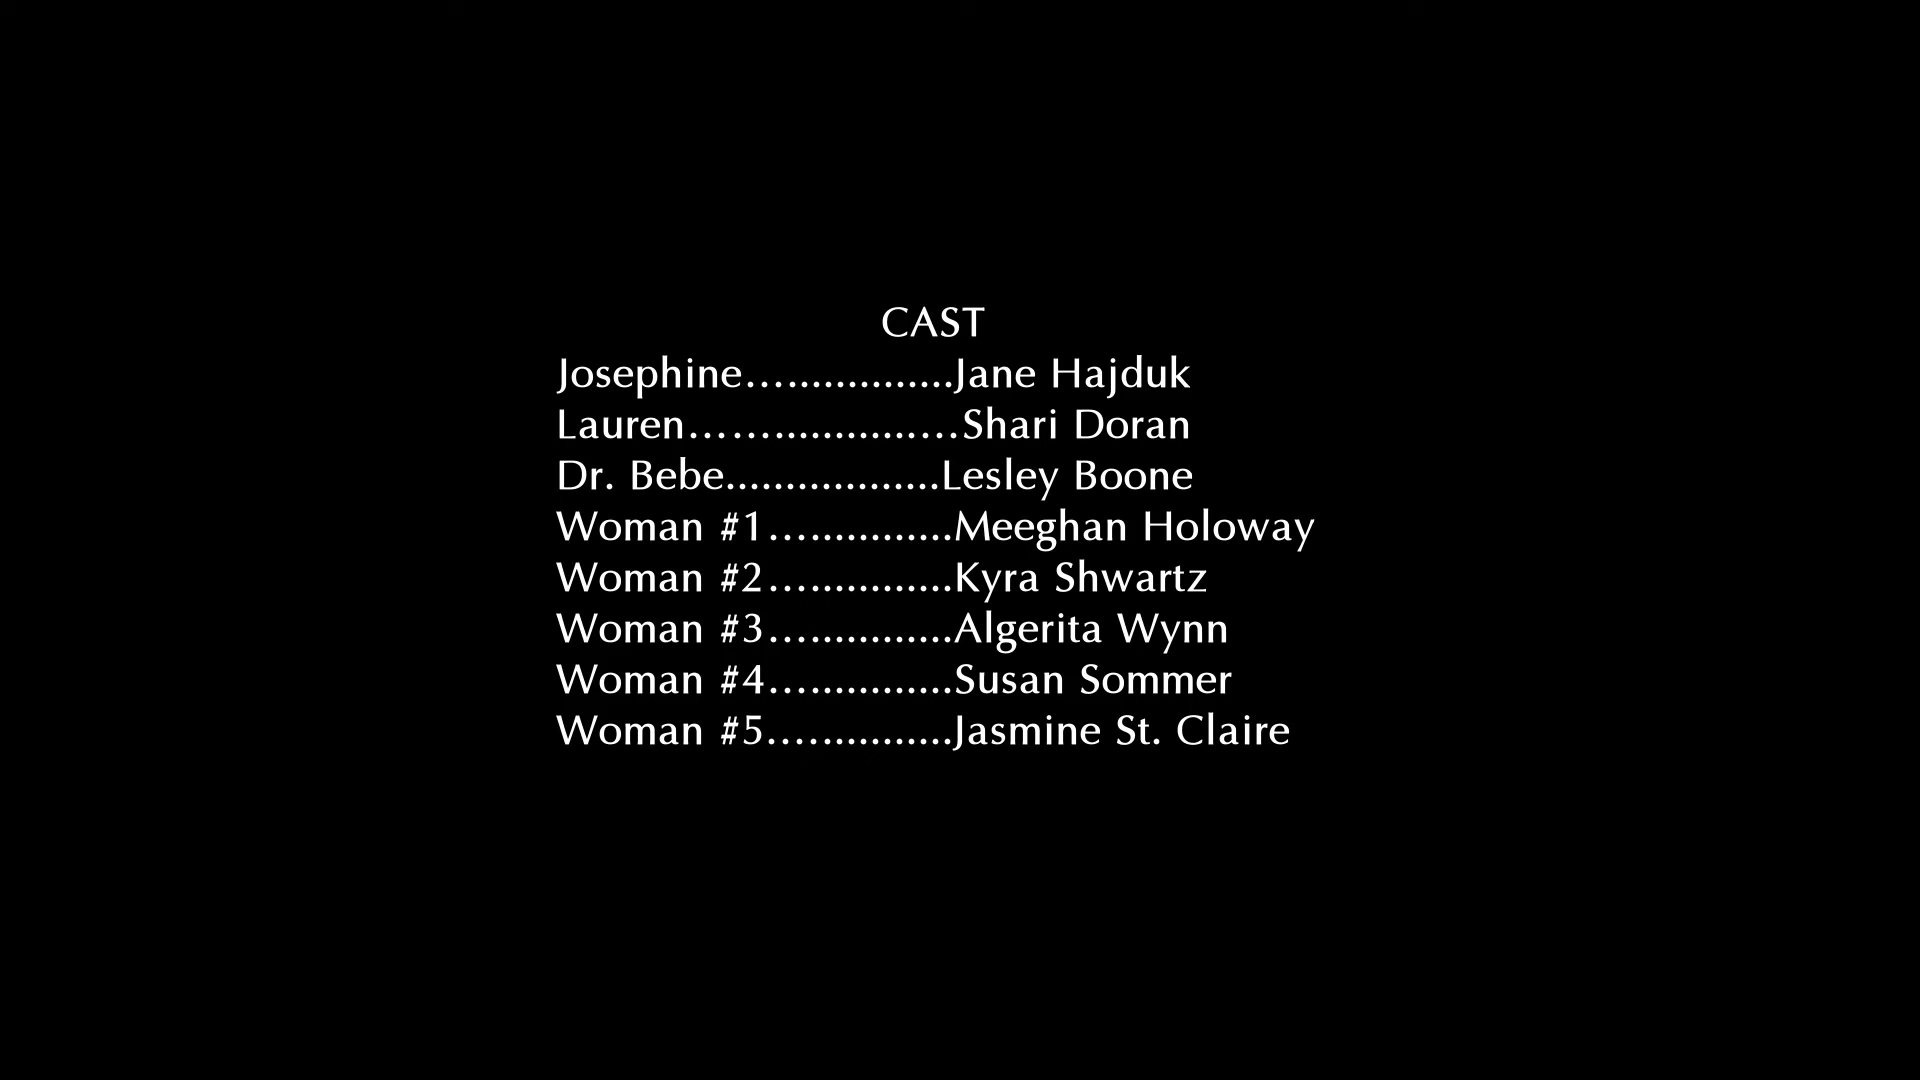 CAST
Josephine.................Jane Hajduk
Lauren.......................Shari Doran
Dr. Bebe..................Lesley Boone
Woman #1...............Meeghan Holoway
Woman #2...............Kyra Shwartz
Woman #3...............Algerita Wynn
Woman #4...............Susan Sommer
Woman #5...............Jasmine St. Claire